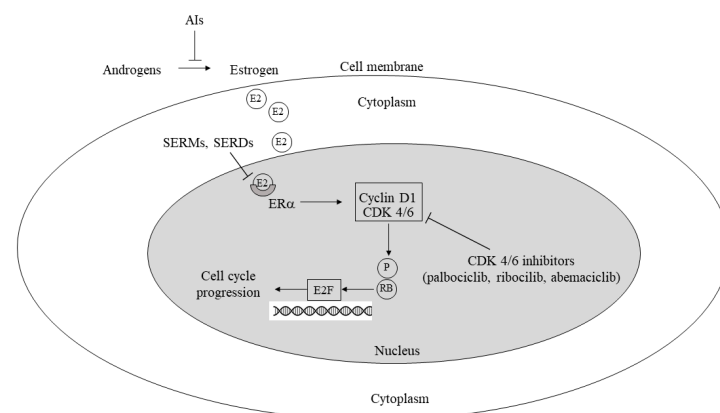 AIs
Androgens
Estrogen
Cell membrane
Cytoplasm
E2
E2
E2
SERMs, SERDs
E2
ERα
Cyclin D1
CDK 4/6
CDK 4/6 inhibitors
(palbociclib, ribocilib, abemaciclib)
P
RB
E2F
Cell cycle
progression
Nucleus
Cytoplasm